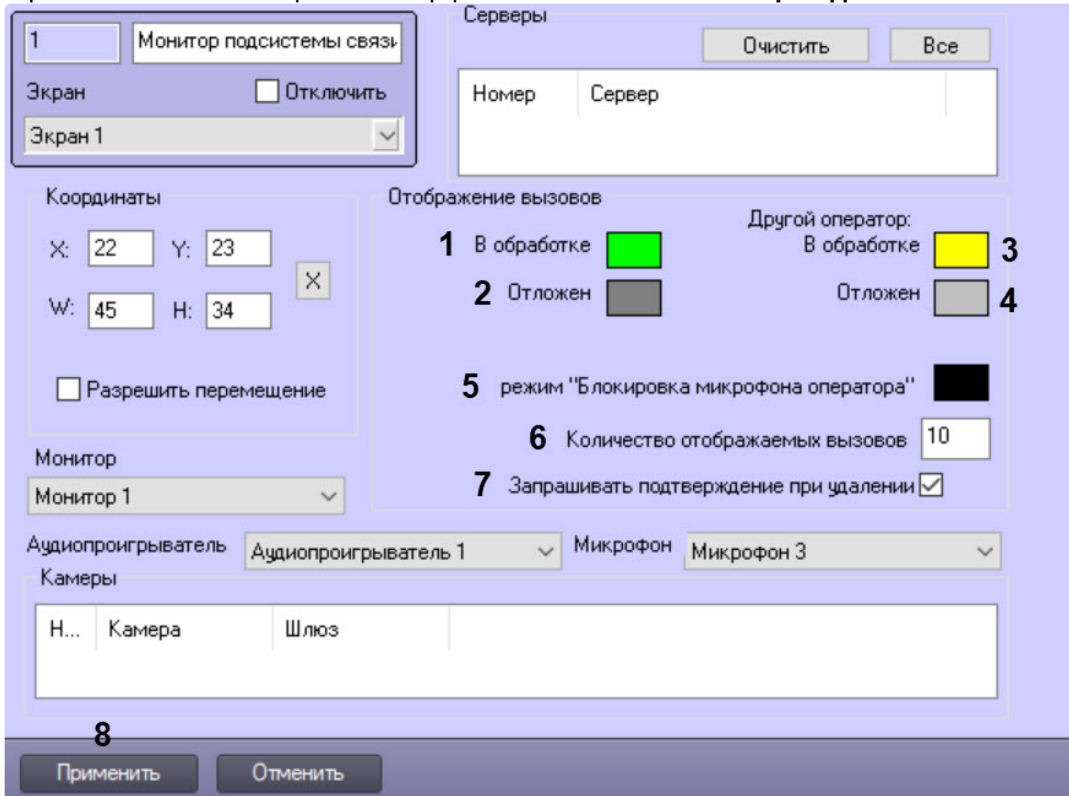 1
Монитор подсистемы связи
Экран
Отключить
Экран 1
Серверы
Очистить
Все
Номер Сервер
Координаты
X: 22 Y: 23
X
W: 45 H: 34
Разрешить перемещение
Отображение вызовов
Другой оператор:
1 В обработке
В обработке 3
2 Отложен
Отложен 4
5 режим "Блокировка микрофона оператора"
6 Количество отображаемых вызовов 10
7 Запрашивать подтверждение при удалении
Монитор
Монитор 1
Аудиопроигрыватель Аудиопроигрыватель 1 Микрофон Микрофон 3
Камеры
Н... Камера Шлюз
8
Применить Отменить